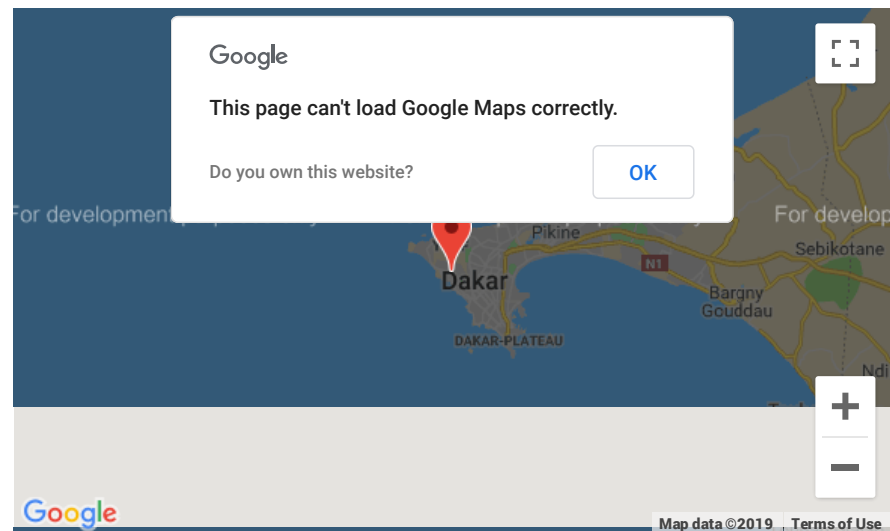 Google
This page can't load Google Maps correctly.
Do you own this website?
OK
For development
For develop
Pikine
Sebikotane
N1
Dakar
Bargny
Gouddau
DAKAR-PLATEAU
Ndi
Google
Map data ©2019
Terms of Use